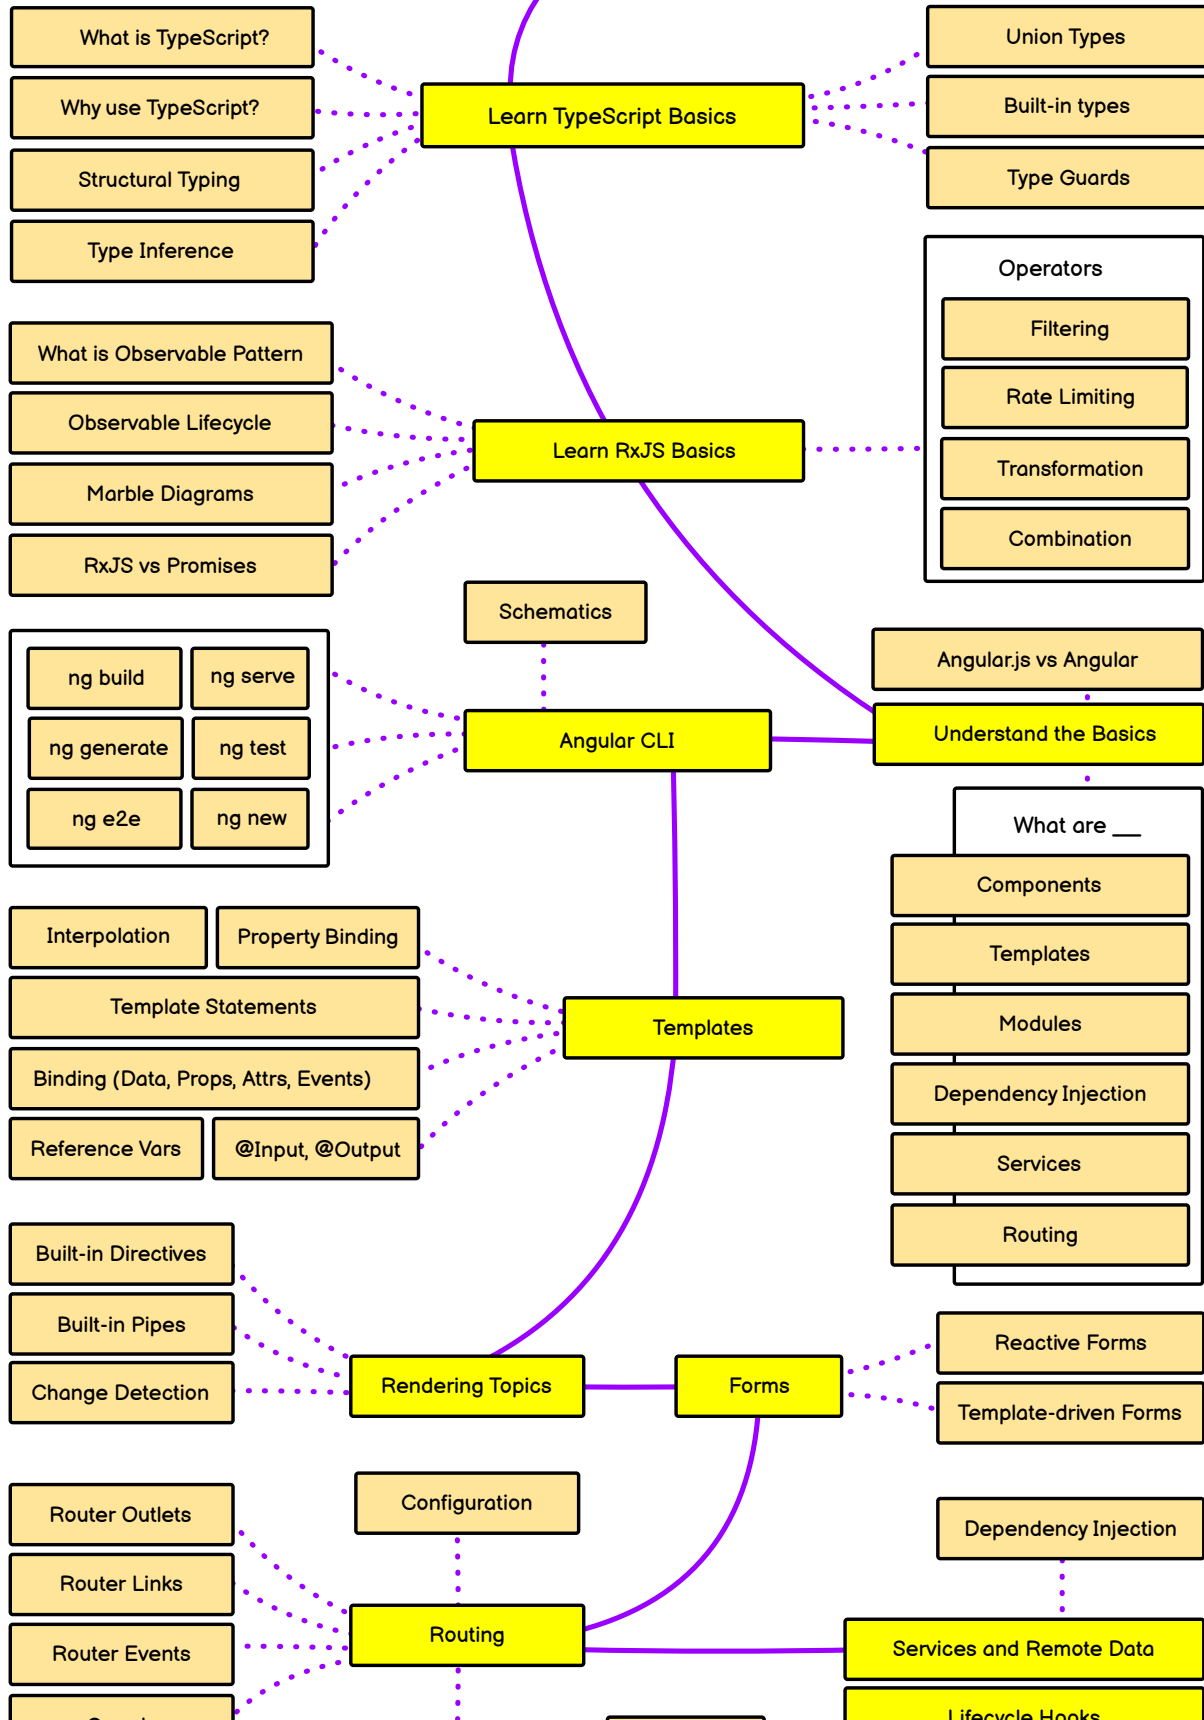 What is TypeScript?
Why use TypeScript?
Structural Typing
Type Inference
Learn TypeScript Basics
Union Types
Built-in types
Type Guards
Operators
Filtering
Rate Limiting
Transformation
Combination
What is Observable Pattern
Observable Lifecycle
Marble Diagrams
RxJS vs Promises
Learn RxJS Basics
Schematics
ng build
ng serve
ng generate
ng test
ng e2e
ng new
Angular CLI
Angular.js vs Angular
Understand the Basics
What are __
Components
Templates
Modules
Dependency Injection
Services
Routing
Interpolation
Property Binding
Template Statements
Binding (Data, Props, Attrs, Events)
Reference Vars
@Input, @Output
Templates
Built-in Directives
Built-in Pipes
Change Detection
Rendering Topics
Forms
Reactive Forms
Template-driven Forms
Router Outlets
Router Links
Router Events
Configuration
Routing
Dependency Injection
Services and Remote Data
Lifecycle Hooks